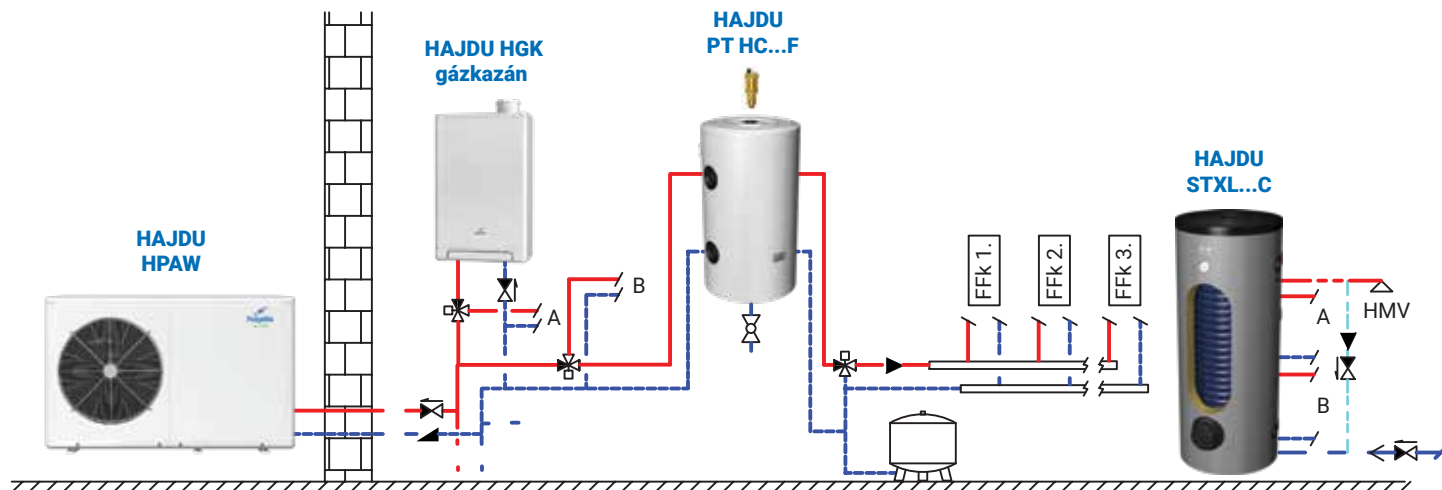 HAJDU
HPAW
HAJDU HGK
gázkazán
A
B
HAJDU
PT HC...F
FFk 1.
FFk 2.
FFk 3.
HAJDU
STXL...C
A
B
HMV